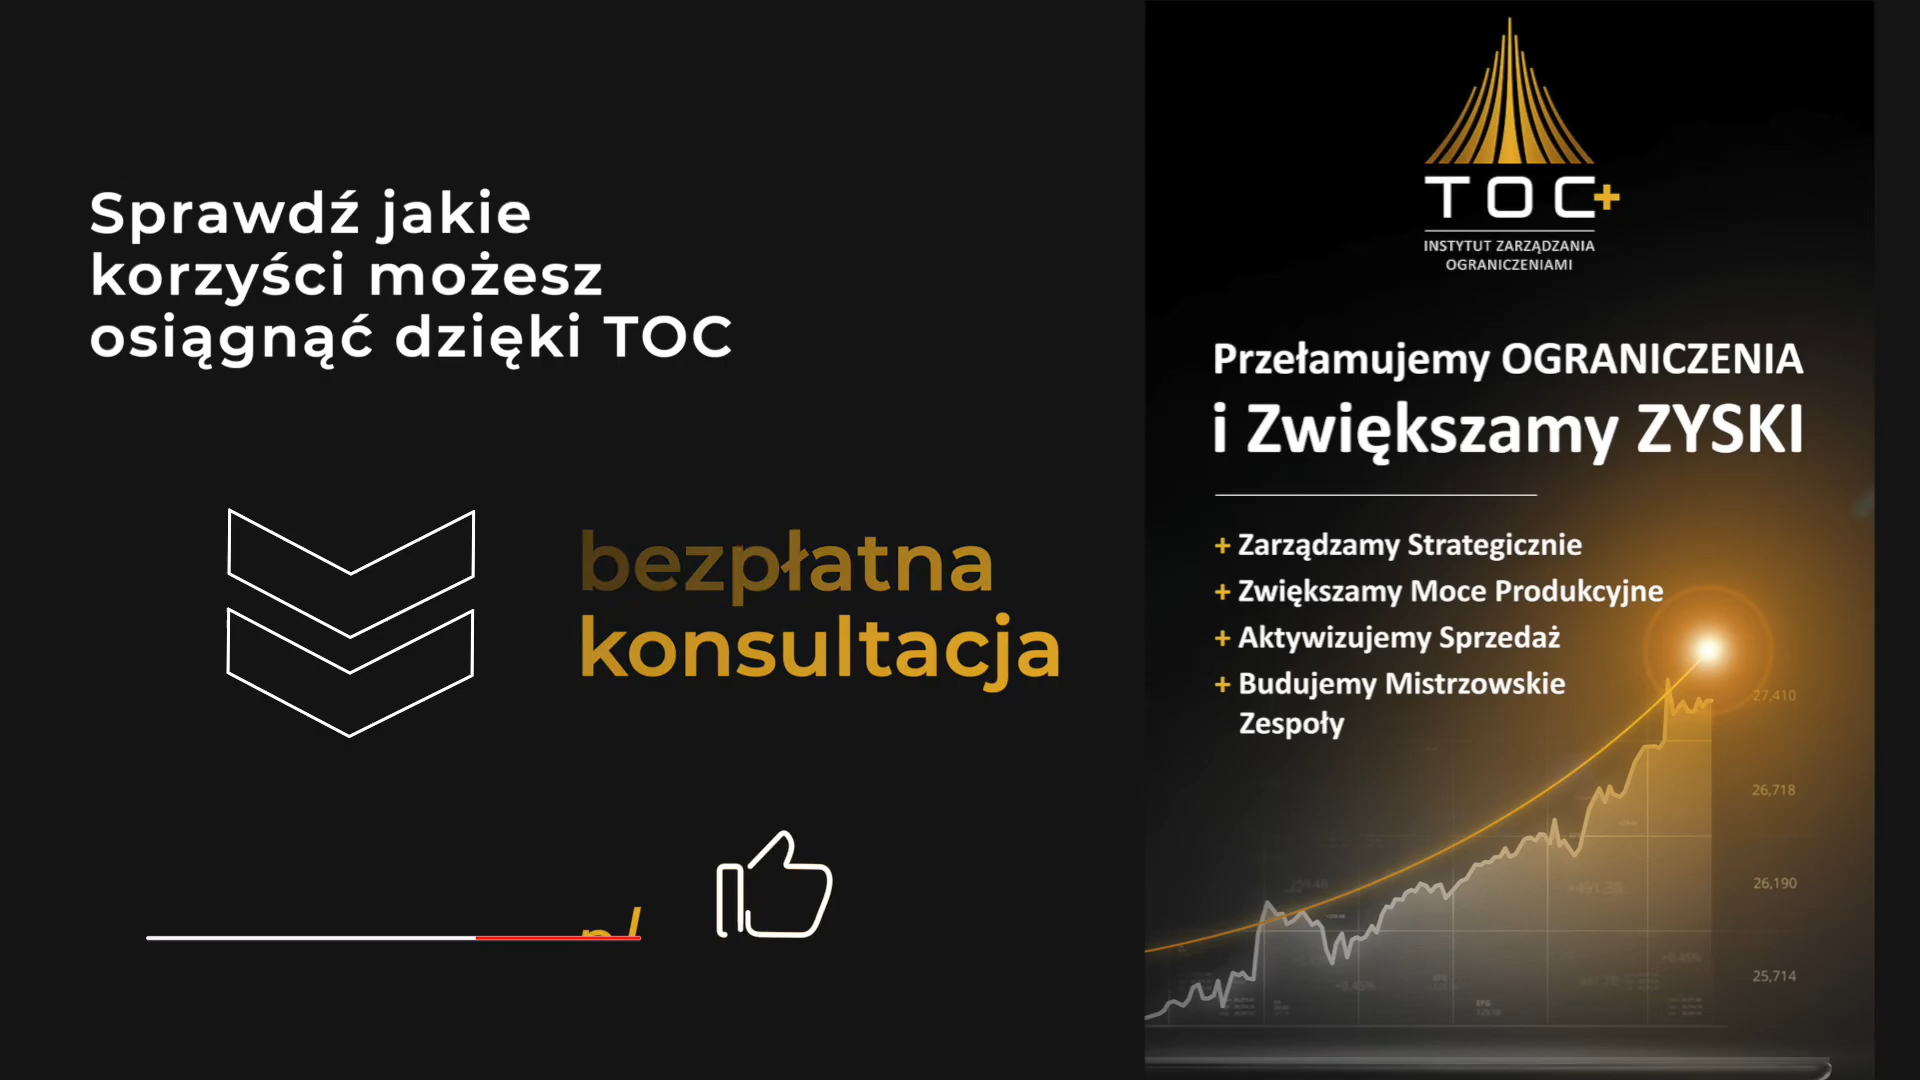 Sprawdź jakie
korzyści możesz
osiągnąć dzięki TOC
bezpłatna
konsultacja
TOC+
INSTYTUT ZARZĄDZANIA
OGRANICZENIAMI
Przełamujemy OGRANICZENIA
i Zwiększamy ZYSKI
+ Zarządzamy Strategicznie
+ Zwiększamy Moce Produkcyjne
+ Aktywizujemy Sprzedaż
+ Budujemy Mistrzowskie
Zespoły
27,410
26,718
26,190
25,714